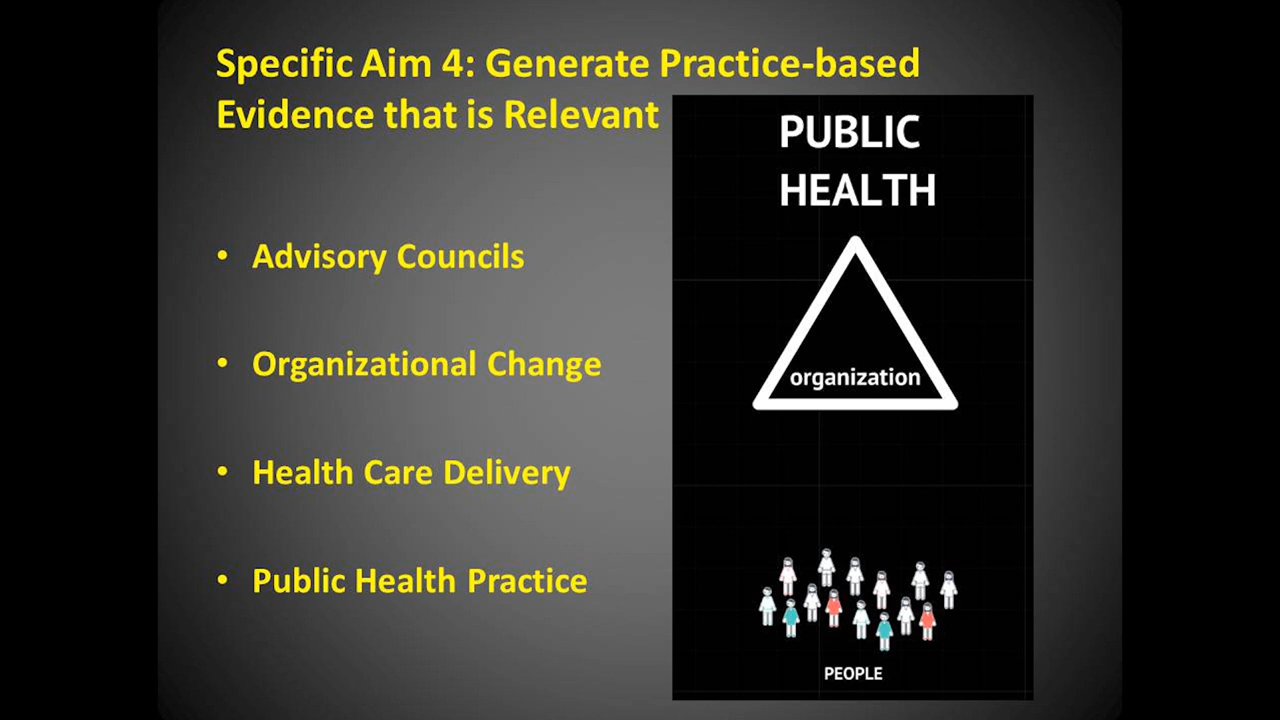 Specific Aim 4: Generate Practice-based
Evidence that is Relevant
• Advisory Councils
• Organizational Change
• Health Care Delivery
• Public Health Practice
PUBLIC
HEALTH
organization
PEOPLE